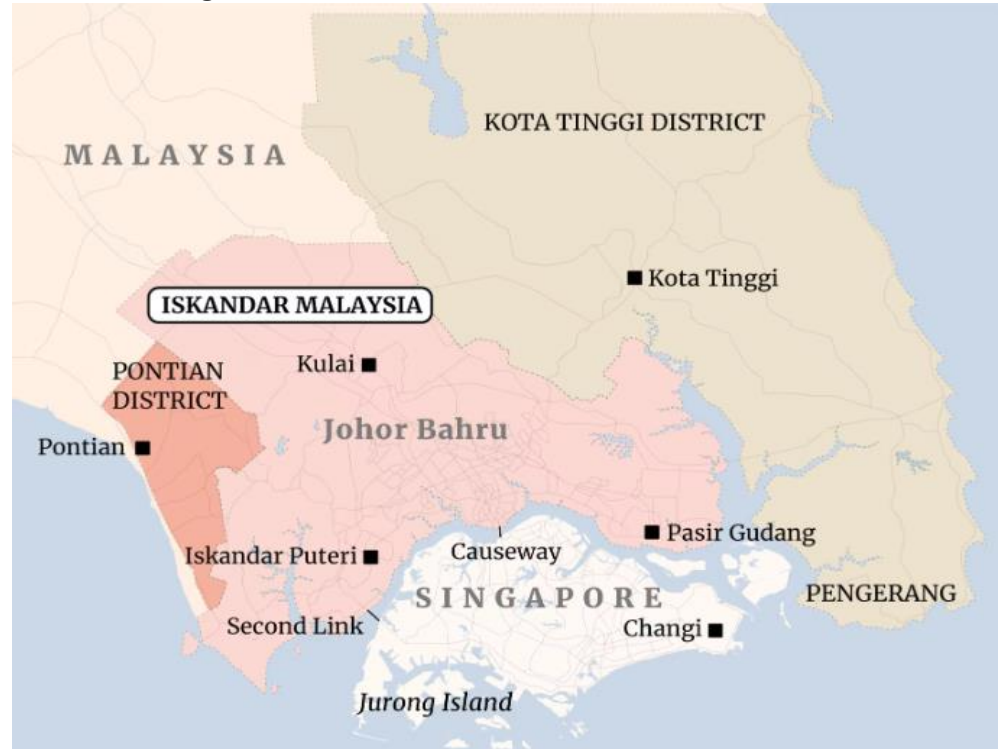 KOTA TINGGI DISTRICT
MALAYSIA
Kota Tinggi
ISKANDAR MALAYSIA
Kulai
PONTIAN
DISTRICT
Johor Bahru
Pontian
Pasir Gudang
Causeway
Iskandar Puteri
PENGERANG
SINGAPORE
Second Link
Changi
Jurong Island